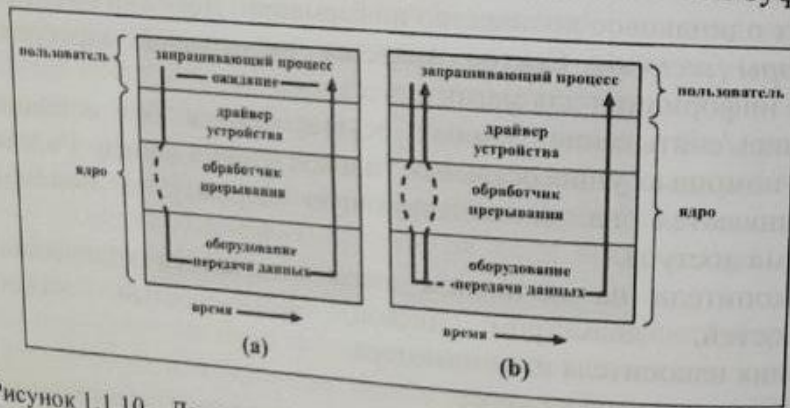 пользователь
запрашивающий процесс
ожидание
драйвер
устройства
ядро
обработчик
прерывания
оборудование
передачи данных
время
(a)
запрашивающий процесс
пользователь
драйвер
устройства
обработчик
прерывания
ядро
оборудование
передачи данных
время
(b)
Рисунок 1.1.10